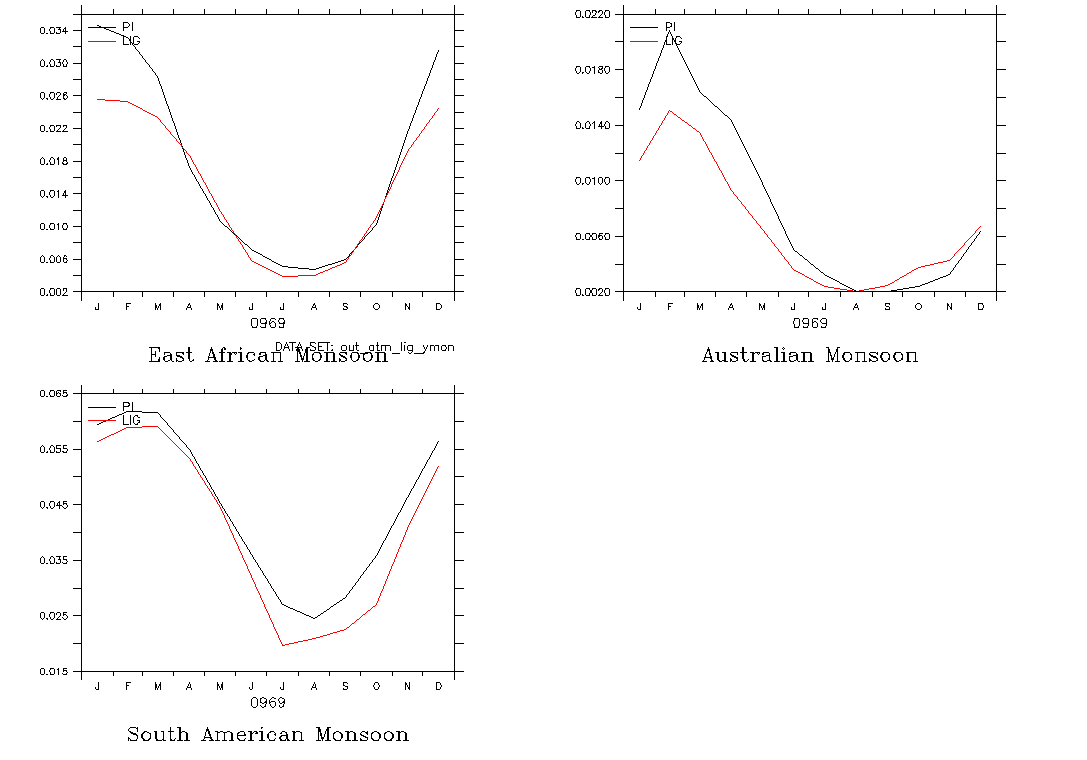 0.034
0.030
0.026
0.022
0.018
0.014
0.010
0.006
0.002
PI
LIG
J F M A M J J A S O N D
0969
DATA SET: out_atm_lig_ymon
East African Monsoon
0.0220
0.0180
0.0140
0.0100
0.0060
0.0020
PI
LIG
J F M A M J J A S O N D
0969
Australian Monsoon
0.065
0.055
0.045
0.035
0.025
0.015
PI
LIG
J F M A M J J A S O N D
0969
South American Monsoon